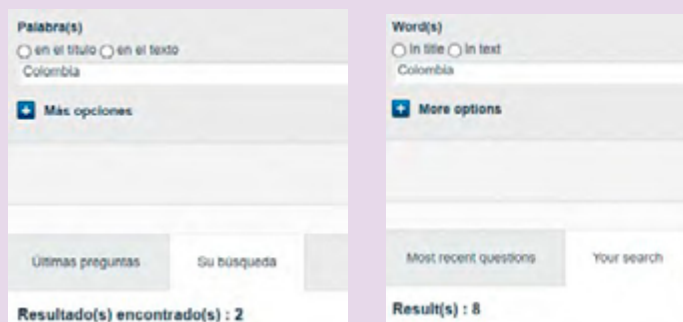 Palabra(s)
en el título en el texto
Colombia
Más opciones
Últimas preguntas Su búsqueda
Resultado(s) encontrado(s) : 2
Word(s)
In title In text
Colombia
More options
Most recent questions Your search
Result(s) : 8